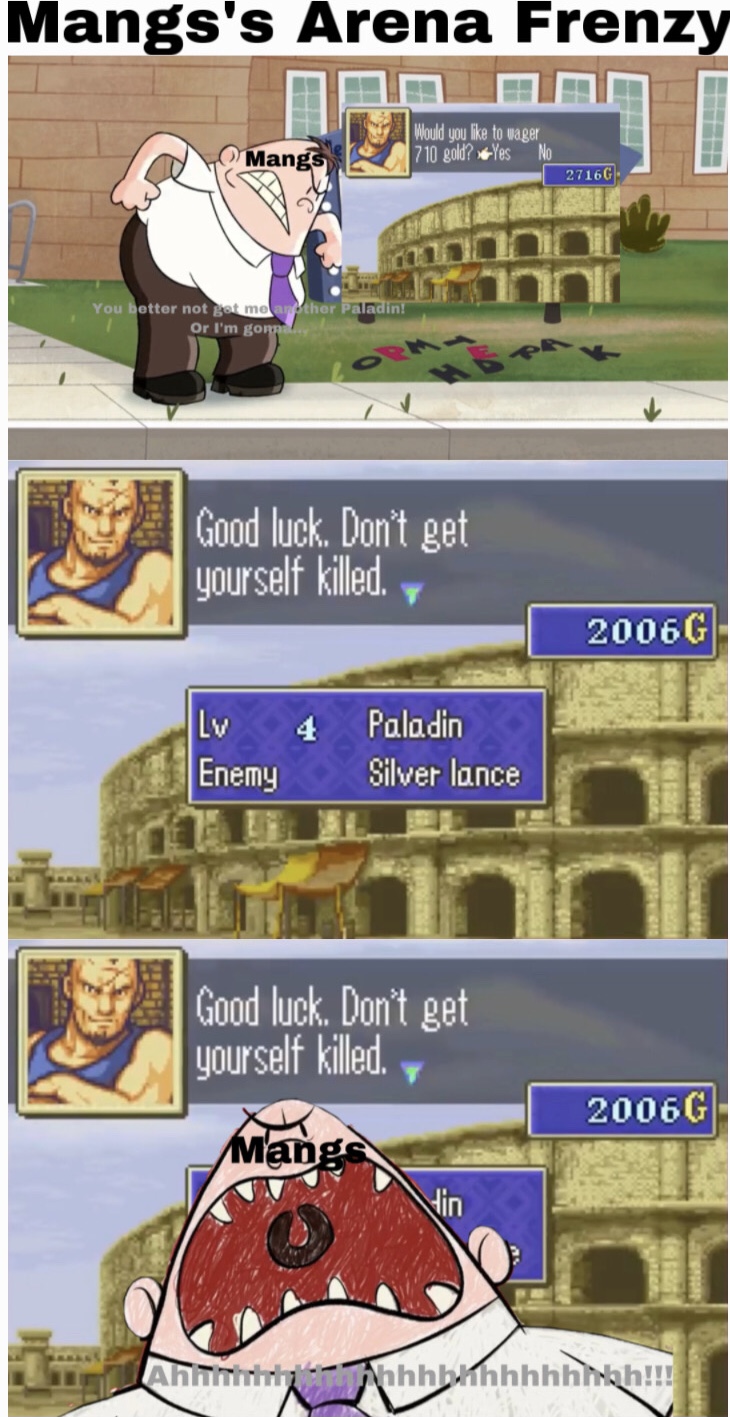 Mangs's Arena Frenzy
Mangs
Would you like to wager
710 gold? Yes No
2716G
You better not get me another Paladin!
Or I'm gonna...
Good luck. Don't get
yourself killed.
2006G
Lv 4 Paladin
Enemy Silver lance
Good luck. Don't get
yourself killed.
2006G
Mangs
din
e
Ahhhhhhhhhhhhhhhhhhhhhhhh!!!